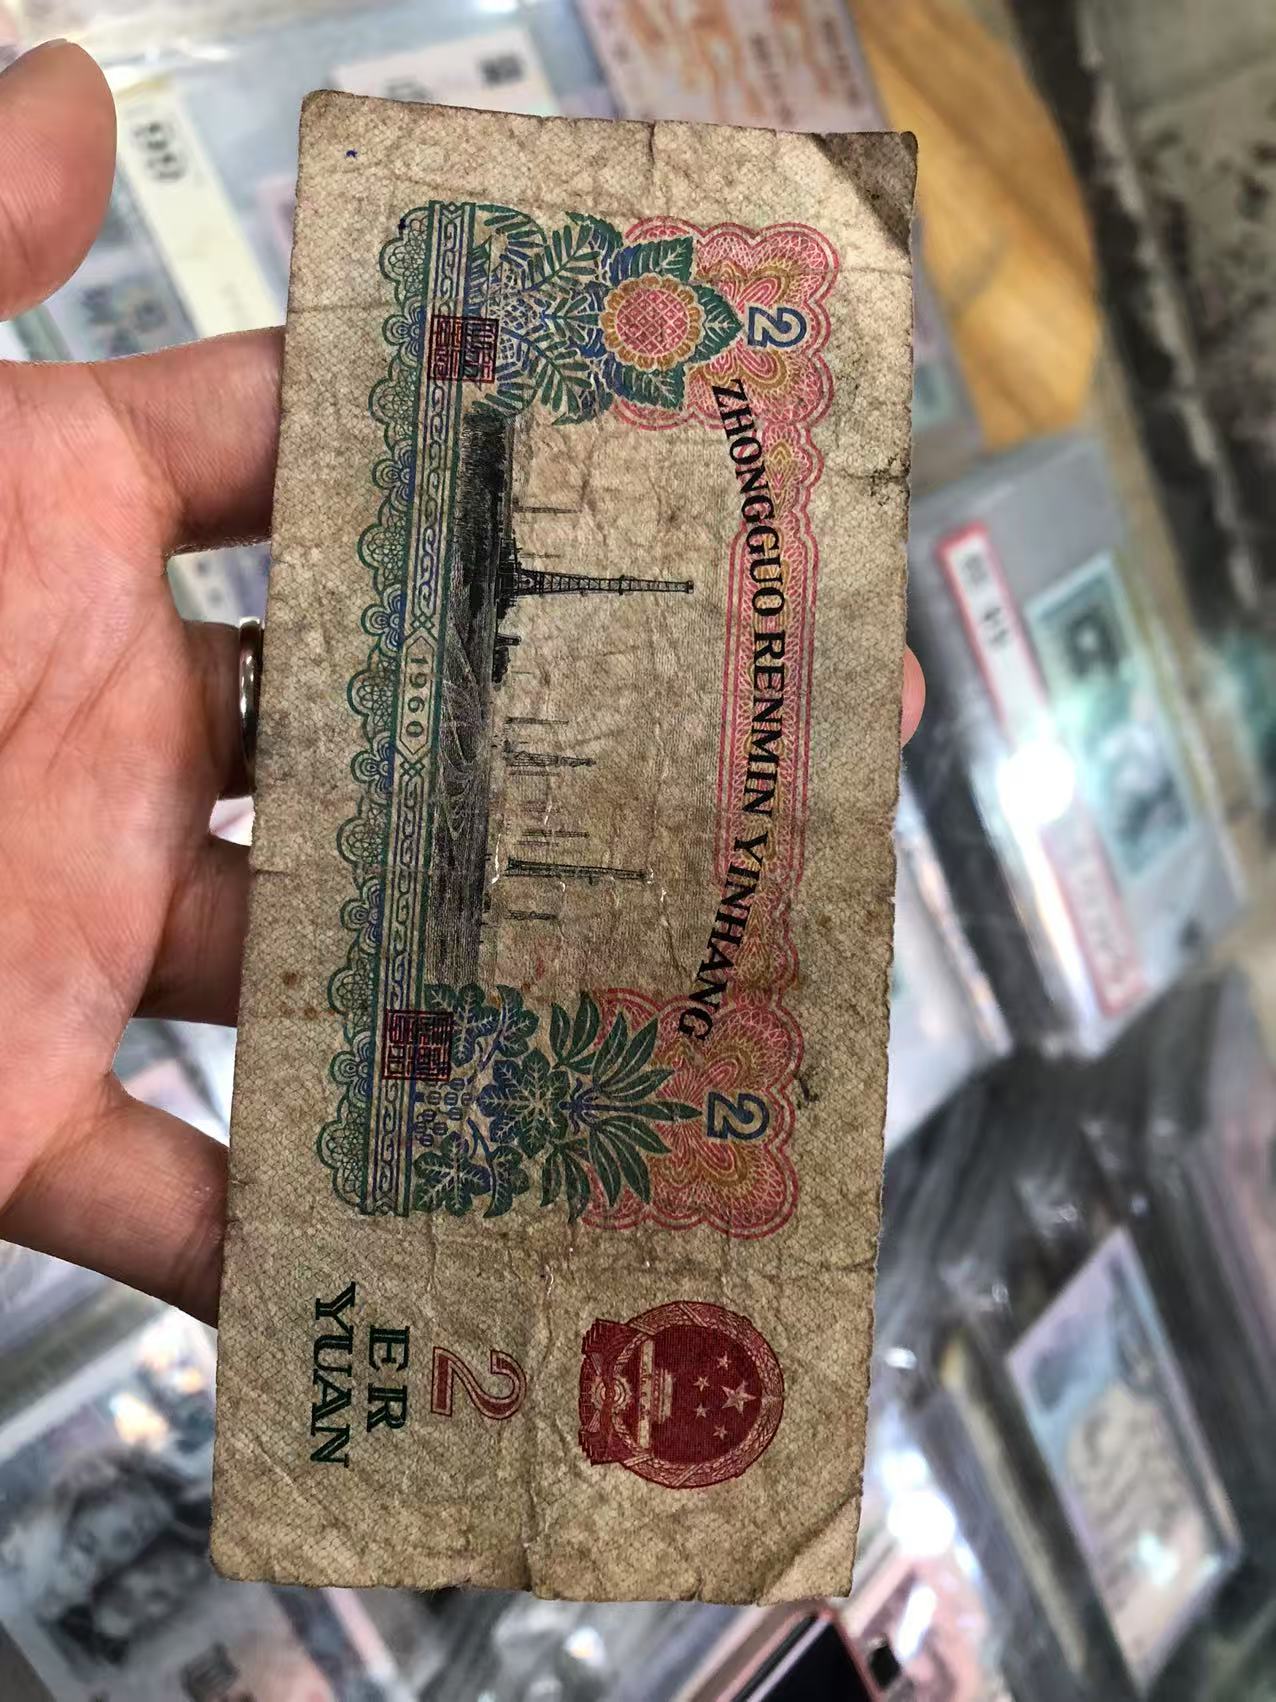 ZHONGGUO RENMIN YINHANG
2
2
1960
2
ER
YUAN